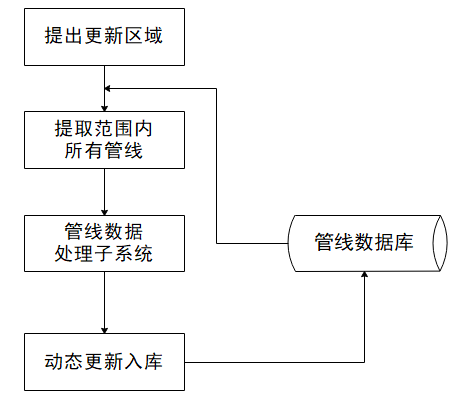 提出更新区域
提取范围内
所有管线
管线数据
处理子系统
管线数据库
动态更新入库